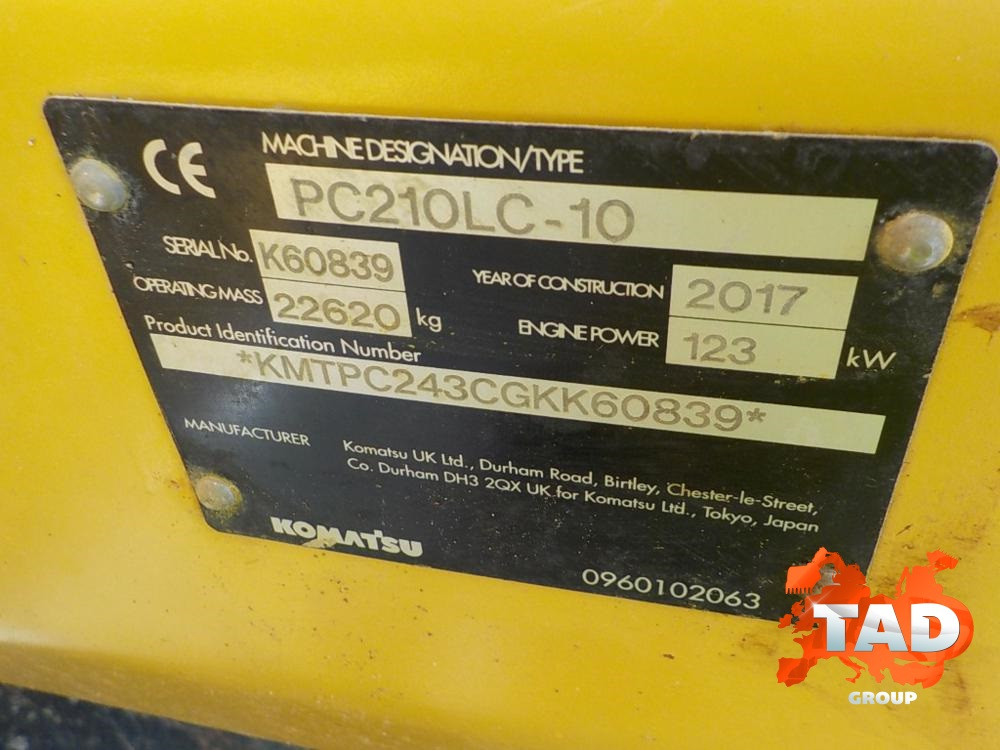 CE
MACHINE DESIGNATION/TYPE
PC210LC-10
SERIAL No. K60839
YEAR OF CONSTRUCTION 2017
OPERATING MASS 22620 kg
ENGINE POWER 123 kW
Product Identification Number
*KMTPC243CGKK60839*
MANUFACTURER
Komatsu UK Ltd., Durham Road, Birtley, Chester-le-Street,
Co. Durham DH3 2QX UK for Komatsu Ltd., Tokyo, Japan
KOMATSU
0960102063
TAD
GROUP